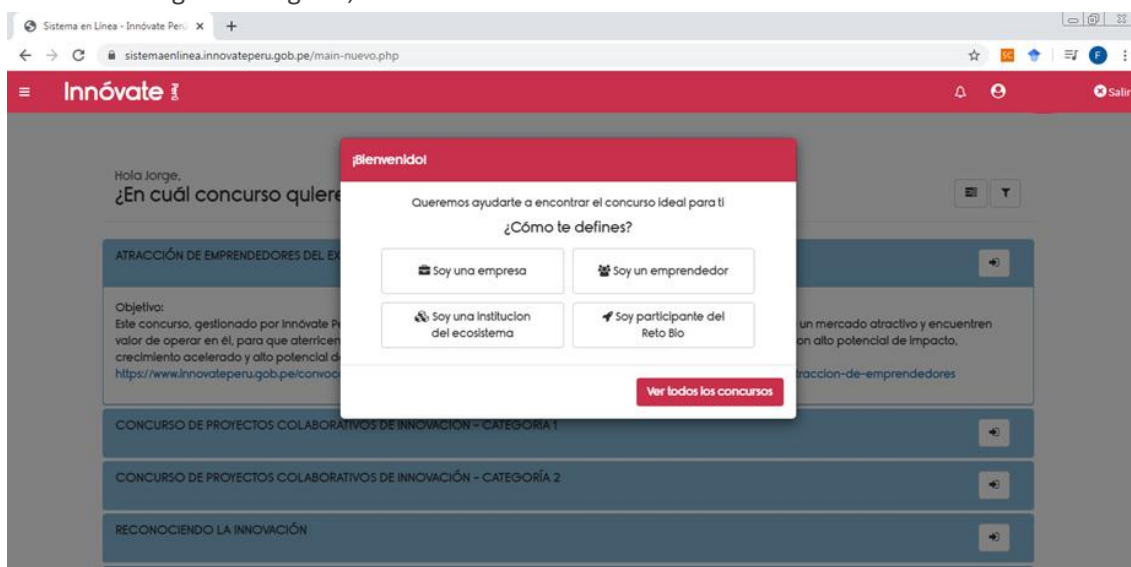 Sistema en Línea - Innóvate Perú
sistemaenlinea.innovateperu.gob.pe/main-nuevo.php
SC
F
Innóvate Perú
Salir
Hola Jorge,
¿En cuál concurso quiere
¡Bienvenido!
Queremos ayudarte a encontrar el concurso ideal para ti
¿Cómo te defines?
Soy una empresa
Soy un emprendedor
Soy una institucion del ecosistema
Soy participante del Reto Bio
Ver todos los concursos
ATRACCIÓN DE EMPRENDEDORES DEL EX
Objetivo:
Este concurso, gestionado por Innóvate P un mercado atractivo y encuentren
valor de operar en él, para que aterricen on alto potencial de impacto,
crecimiento acelerado y alto potencial d
https://www.innovateperu.gob.pe/convoc raccion-de-emprendedores
CONCURSO DE PROYECTOS COLABORATIVOS DE INNOVACIÓN - CATEGORÍA 1
CONCURSO DE PROYECTOS COLABORATIVOS DE INNOVACIÓN - CATEGORÍA 2
RECONOCIENDO LA INNOVACIÓN